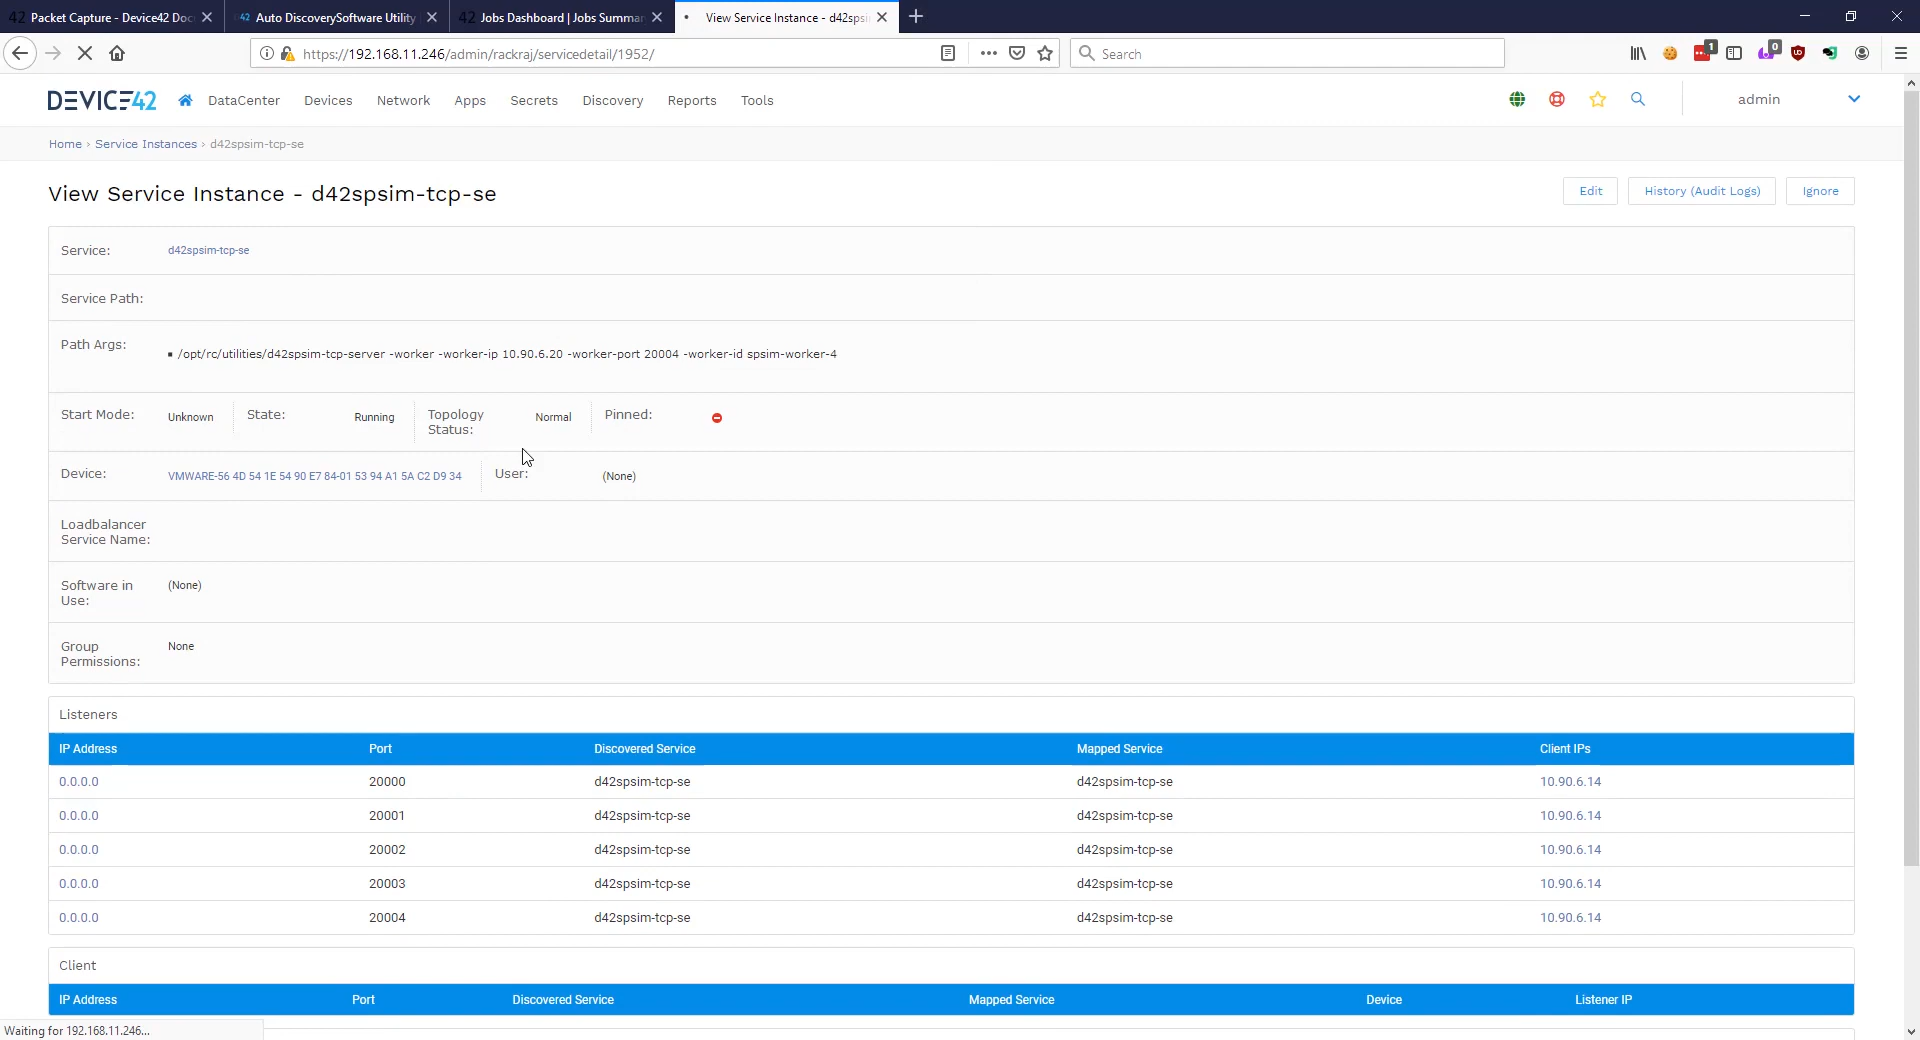 42 Packet Capture - Device42 Doc
42 Auto DiscoverySoftware Utility
42 Jobs Dashboard | Jobs Summar
View Service Instance - d42spsi
https://192.168.11.246/admin/rackraj/servicedetail/1952/
Search
1
0
DEVICE42
DataCenter
Devices
Network
Apps
Secrets
Discovery
Reports
Tools
admin
Home › Service Instances › d42spsim-tcp-se
View Service Instance - d42spsim-tcp-se
Edit
History (Audit Logs)
Ignore
Service: d42spsim-tcp-se
Service Path:
Path Args: ▪ /opt/rc/utilities/d42spsim-tcp-server -worker -worker-ip 10.90.6.20 -worker-port 20004 -worker-id spsim-worker-4
Start Mode: Unknown State: Running Topology Status: Normal Pinned:
Device: VMWARE-56 4D 54 1E 54 90 E7 84-01 53 94 A1 5A C2 D9 34 User: (None)
Loadbalancer
Service Name:
Software in
Use: (None)
Group
Permissions: None
Listeners
IP Address Port Discovered Service Mapped Service Client IPs
0.0.0.0 20000 d42spsim-tcp-se d42spsim-tcp-se 10.90.6.14
0.0.0.0 20001 d42spsim-tcp-se d42spsim-tcp-se 10.90.6.14
0.0.0.0 20002 d42spsim-tcp-se d42spsim-tcp-se 10.90.6.14
0.0.0.0 20003 d42spsim-tcp-se d42spsim-tcp-se 10.90.6.14
0.0.0.0 20004 d42spsim-tcp-se d42spsim-tcp-se 10.90.6.14
Client
IP Address Port Discovered Service Mapped Service Device Listener IP
Waiting for 192.168.11.246...